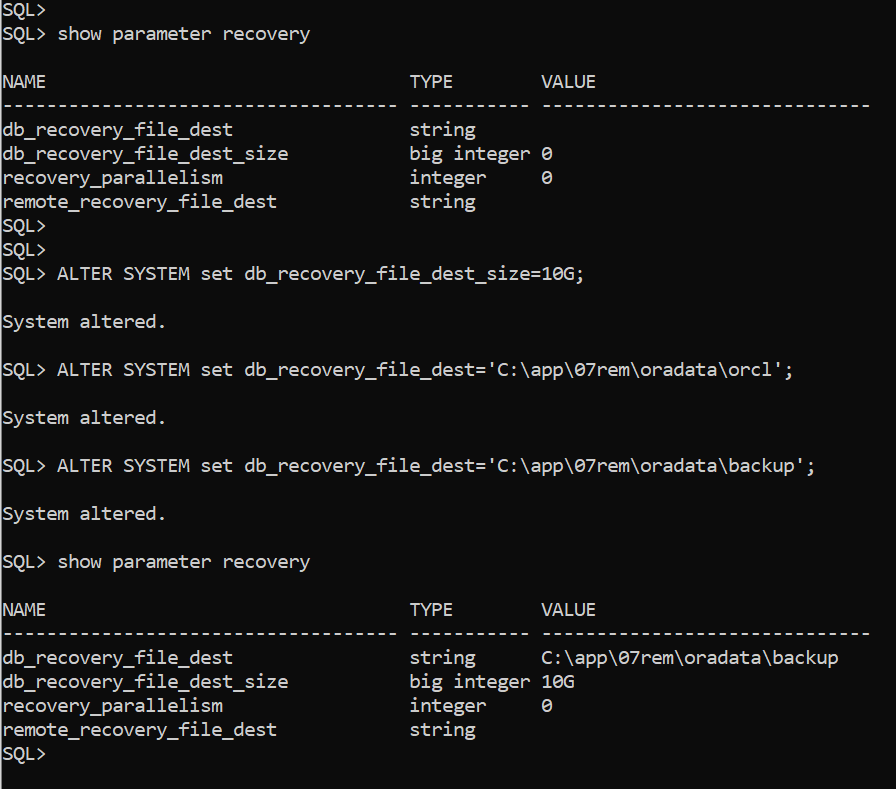 SQL>
SQL> show parameter recovery
NAME                                 TYPE        VALUE
------------------------------------ ----------- ------------------------------
db_recovery_file_dest                string
db_recovery_file_dest_size           big integer 0
recovery_parallelism                 integer     0
remote_recovery_file_dest            string
SQL>
SQL>
SQL> ALTER SYSTEM set db_recovery_file_dest_size=10G;
System altered.
SQL> ALTER SYSTEM set db_recovery_file_dest='C:\app\07rem\oradata\orcl';
System altered.
SQL> ALTER SYSTEM set db_recovery_file_dest='C:\app\07rem\oradata\backup';
System altered.
SQL> show parameter recovery
NAME                                 TYPE        VALUE
------------------------------------ ----------- ------------------------------
db_recovery_file_dest                string      C:\app\07rem\oradata\backup
db_recovery_file_dest_size           big integer 10G
recovery_parallelism                 integer     0
remote_recovery_file_dest            string
SQL>